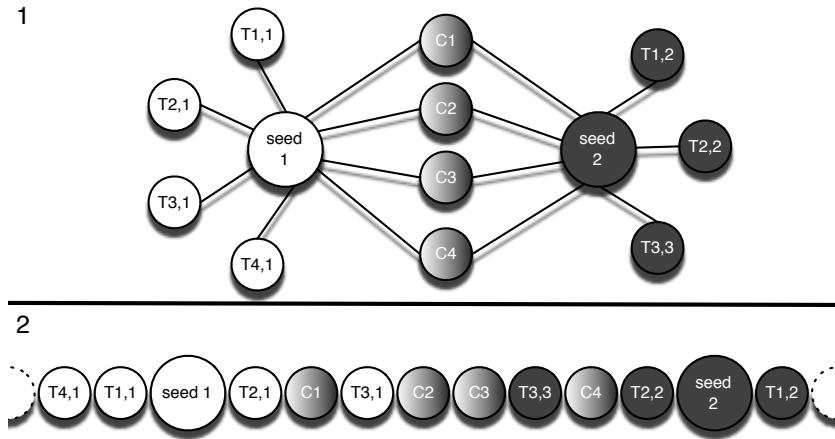 1
T1,1
C1
T1,2
T2,1
C2
seed
1
seed
2
T2,2
C3
T3,1
T4,1
C4
T3,3
2
T4,1
T1,1
seed 1
T2,1
C1
T3,1
C2
C3
T3,3
C4
T2,2
seed
2
T1,2